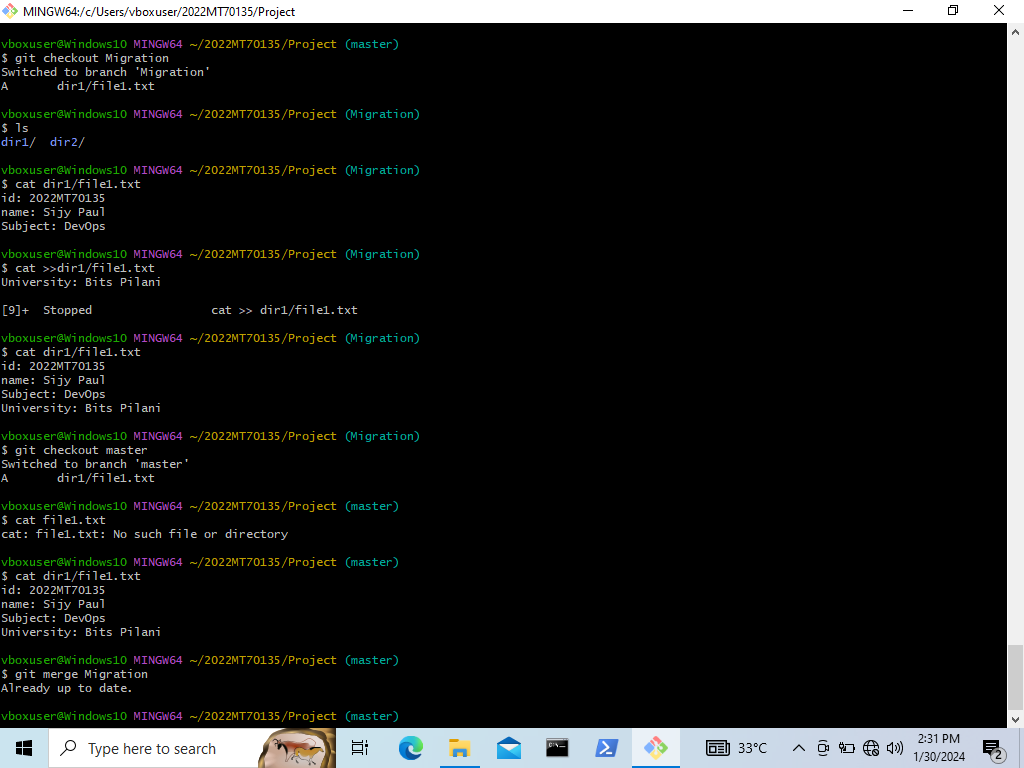 MINGW64:/c/Users/vboxuser/2022MT70135/Project
vboxuser@Windows10 MINGW64 ~/2022MT70135/Project (master)
$ git checkout Migration
Switched to branch 'Migration'
A       dir1/file1.txt
vboxuser@Windows10 MINGW64 ~/2022MT70135/Project (Migration)
$ ls
dir1/  dir2/
vboxuser@Windows10 MINGW64 ~/2022MT70135/Project (Migration)
$ cat dir1/file1.txt
id: 2022MT70135
name: Sijy Paul
Subject: DevOps
vboxuser@Windows10 MINGW64 ~/2022MT70135/Project (Migration)
$ cat >>dir1/file1.txt
University: Bits Pilani
[9]+  Stopped                 cat >> dir1/file1.txt
vboxuser@Windows10 MINGW64 ~/2022MT70135/Project (Migration)
$ cat dir1/file1.txt
id: 2022MT70135
name: Sijy Paul
Subject: DevOps
University: Bits Pilani
vboxuser@Windows10 MINGW64 ~/2022MT70135/Project (Migration)
$ git checkout master
Switched to branch 'master'
A       dir1/file1.txt
vboxuser@Windows10 MINGW64 ~/2022MT70135/Project (master)
$ cat file1.txt
cat: file1.txt: No such file or directory
vboxuser@Windows10 MINGW64 ~/2022MT70135/Project (master)
$ cat dir1/file1.txt
id: 2022MT70135
name: Sijy Paul
Subject: DevOps
University: Bits Pilani
vboxuser@Windows10 MINGW64 ~/2022MT70135/Project (master)
$ git merge Migration
Already up to date.
vboxuser@Windows10 MINGW64 ~/2022MT70135/Project (master)
Type here to search
33°C
2:31 PM
1/30/2024
2